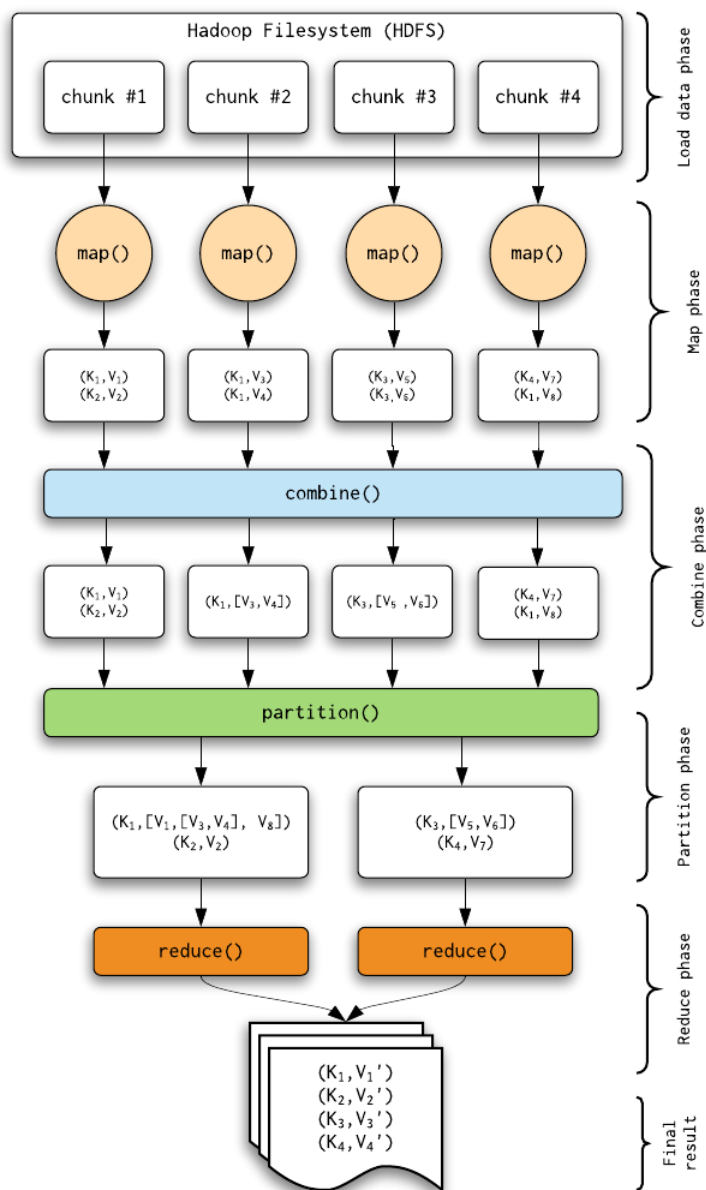 Hadoop Filesystem (HDFS)
chunk #1
chunk #2
chunk #3
chunk #4
Load data phase
map()
map()
map()
map()
Map phase
(K₁,V₁)
(K₂,V₂)
(K₁,V₃)
(K₁,V₄)
(K₃,V₅)
(K₃,V₆)
(K₄,V₇)
(K₁,V₈)
combine()
Combine phase
(K₁,V₁)
(K₂,V₂)
(K₁,[V₃,V₄])
(K₃,[V₅ ,V₆])
(K₄,V₇)
(K₁,V₈)
partition()
Partition phase
(K₁,[V₁,[V₃,V₄], V₈])
(K₂,V₂)
(K₃,[V₅,V₆])
(K₄,V₇)
reduce()
reduce()
Reduce phase
(K₁,V₁')
(K₂,V₂')
(K₃,V₃')
(K₄,V₄')
Final
result